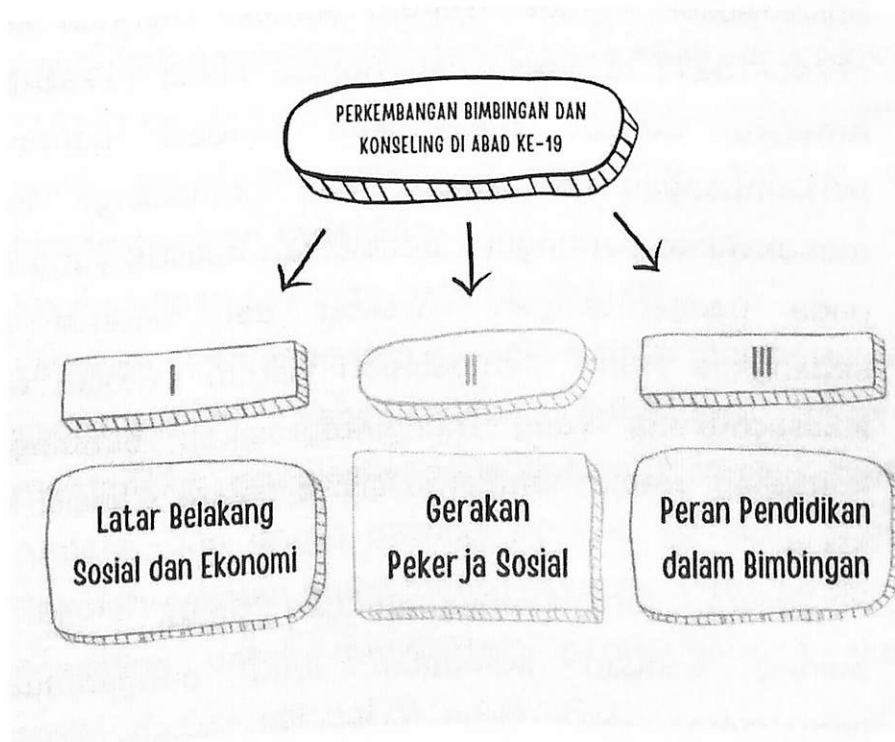 PERKEMBANGAN BIMBINGAN DAN
KONSELING DI ABAD KE-19
I
II
III
Latar Belakang
Sosial dan Ekonomi
Gerakan
Pekerja Sosial
Peran Pendidikan
dalam Bimbingan